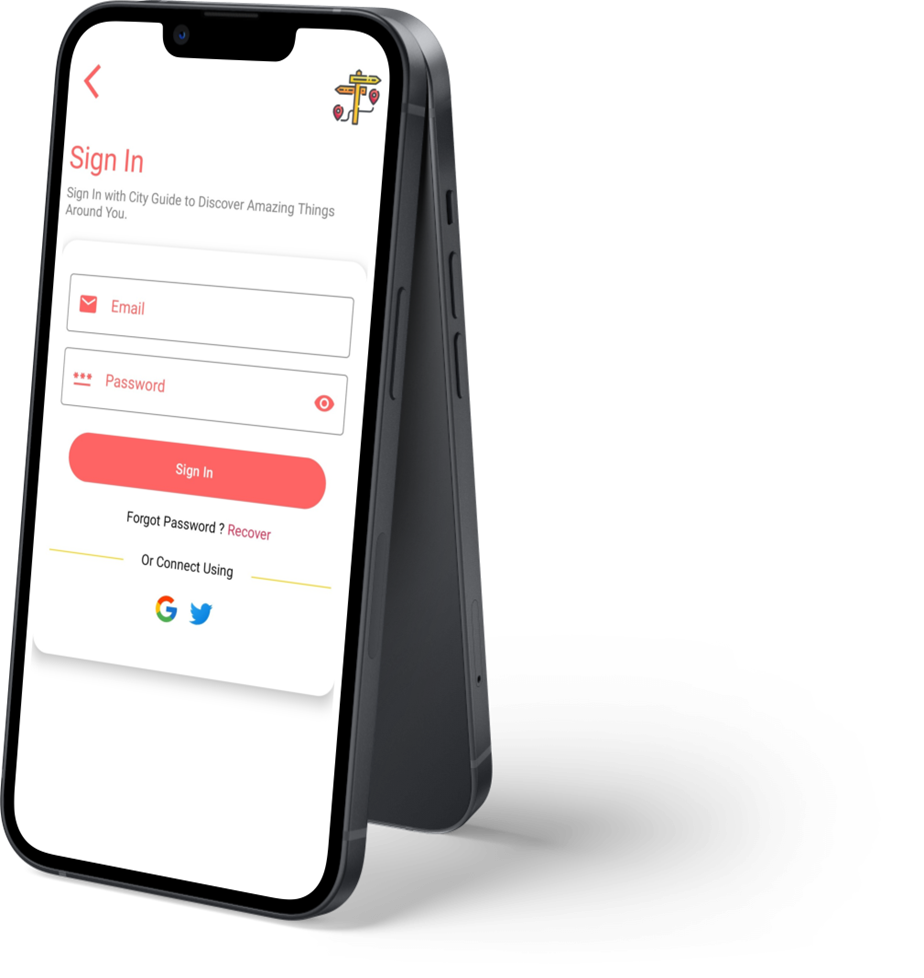 Sign In
Sign In with City Guide to Discover Amazing Things
Around You.
Email
Password
Sign In
Forgot Password ? Recover
Or Connect Using